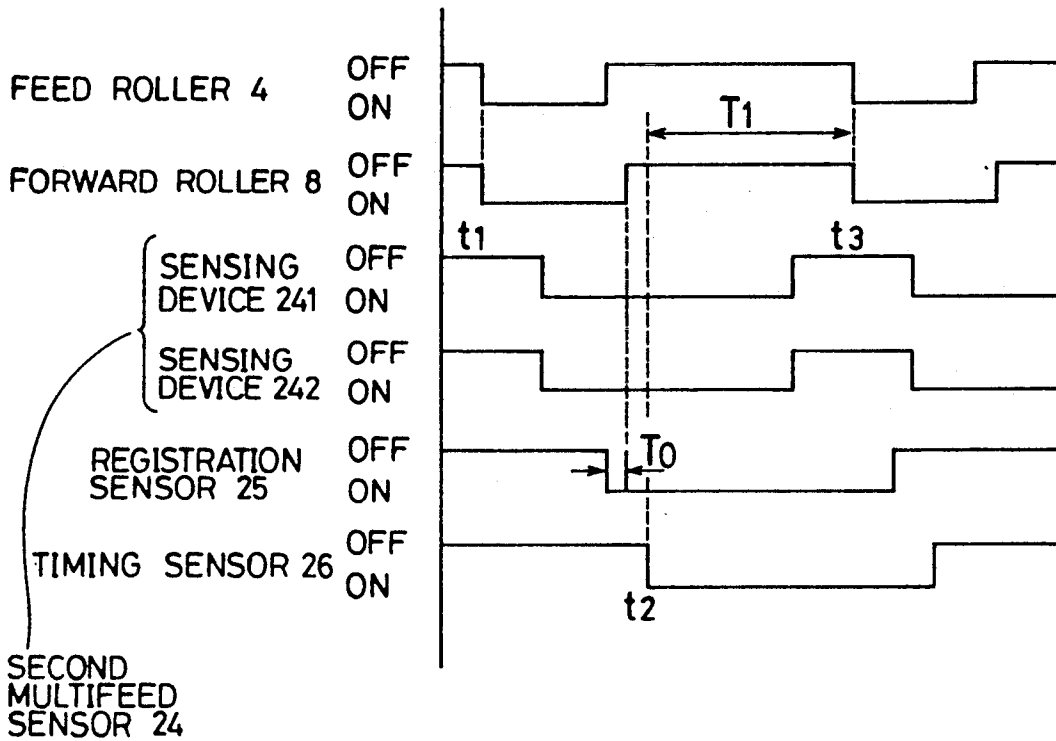 FEED ROLLER 4
OFF
ON
T1
FORWARD ROLLER 8
OFF
ON
t1
t3
SENSING
DEVICE 241
OFF
ON
SENSING
DEVICE 242
OFF
ON
REGISTRATION
SENSOR 25
OFF
ON
T0
TIMING SENSOR 26
OFF
ON
t2
SECOND
MULTIFEED
SENSOR 24